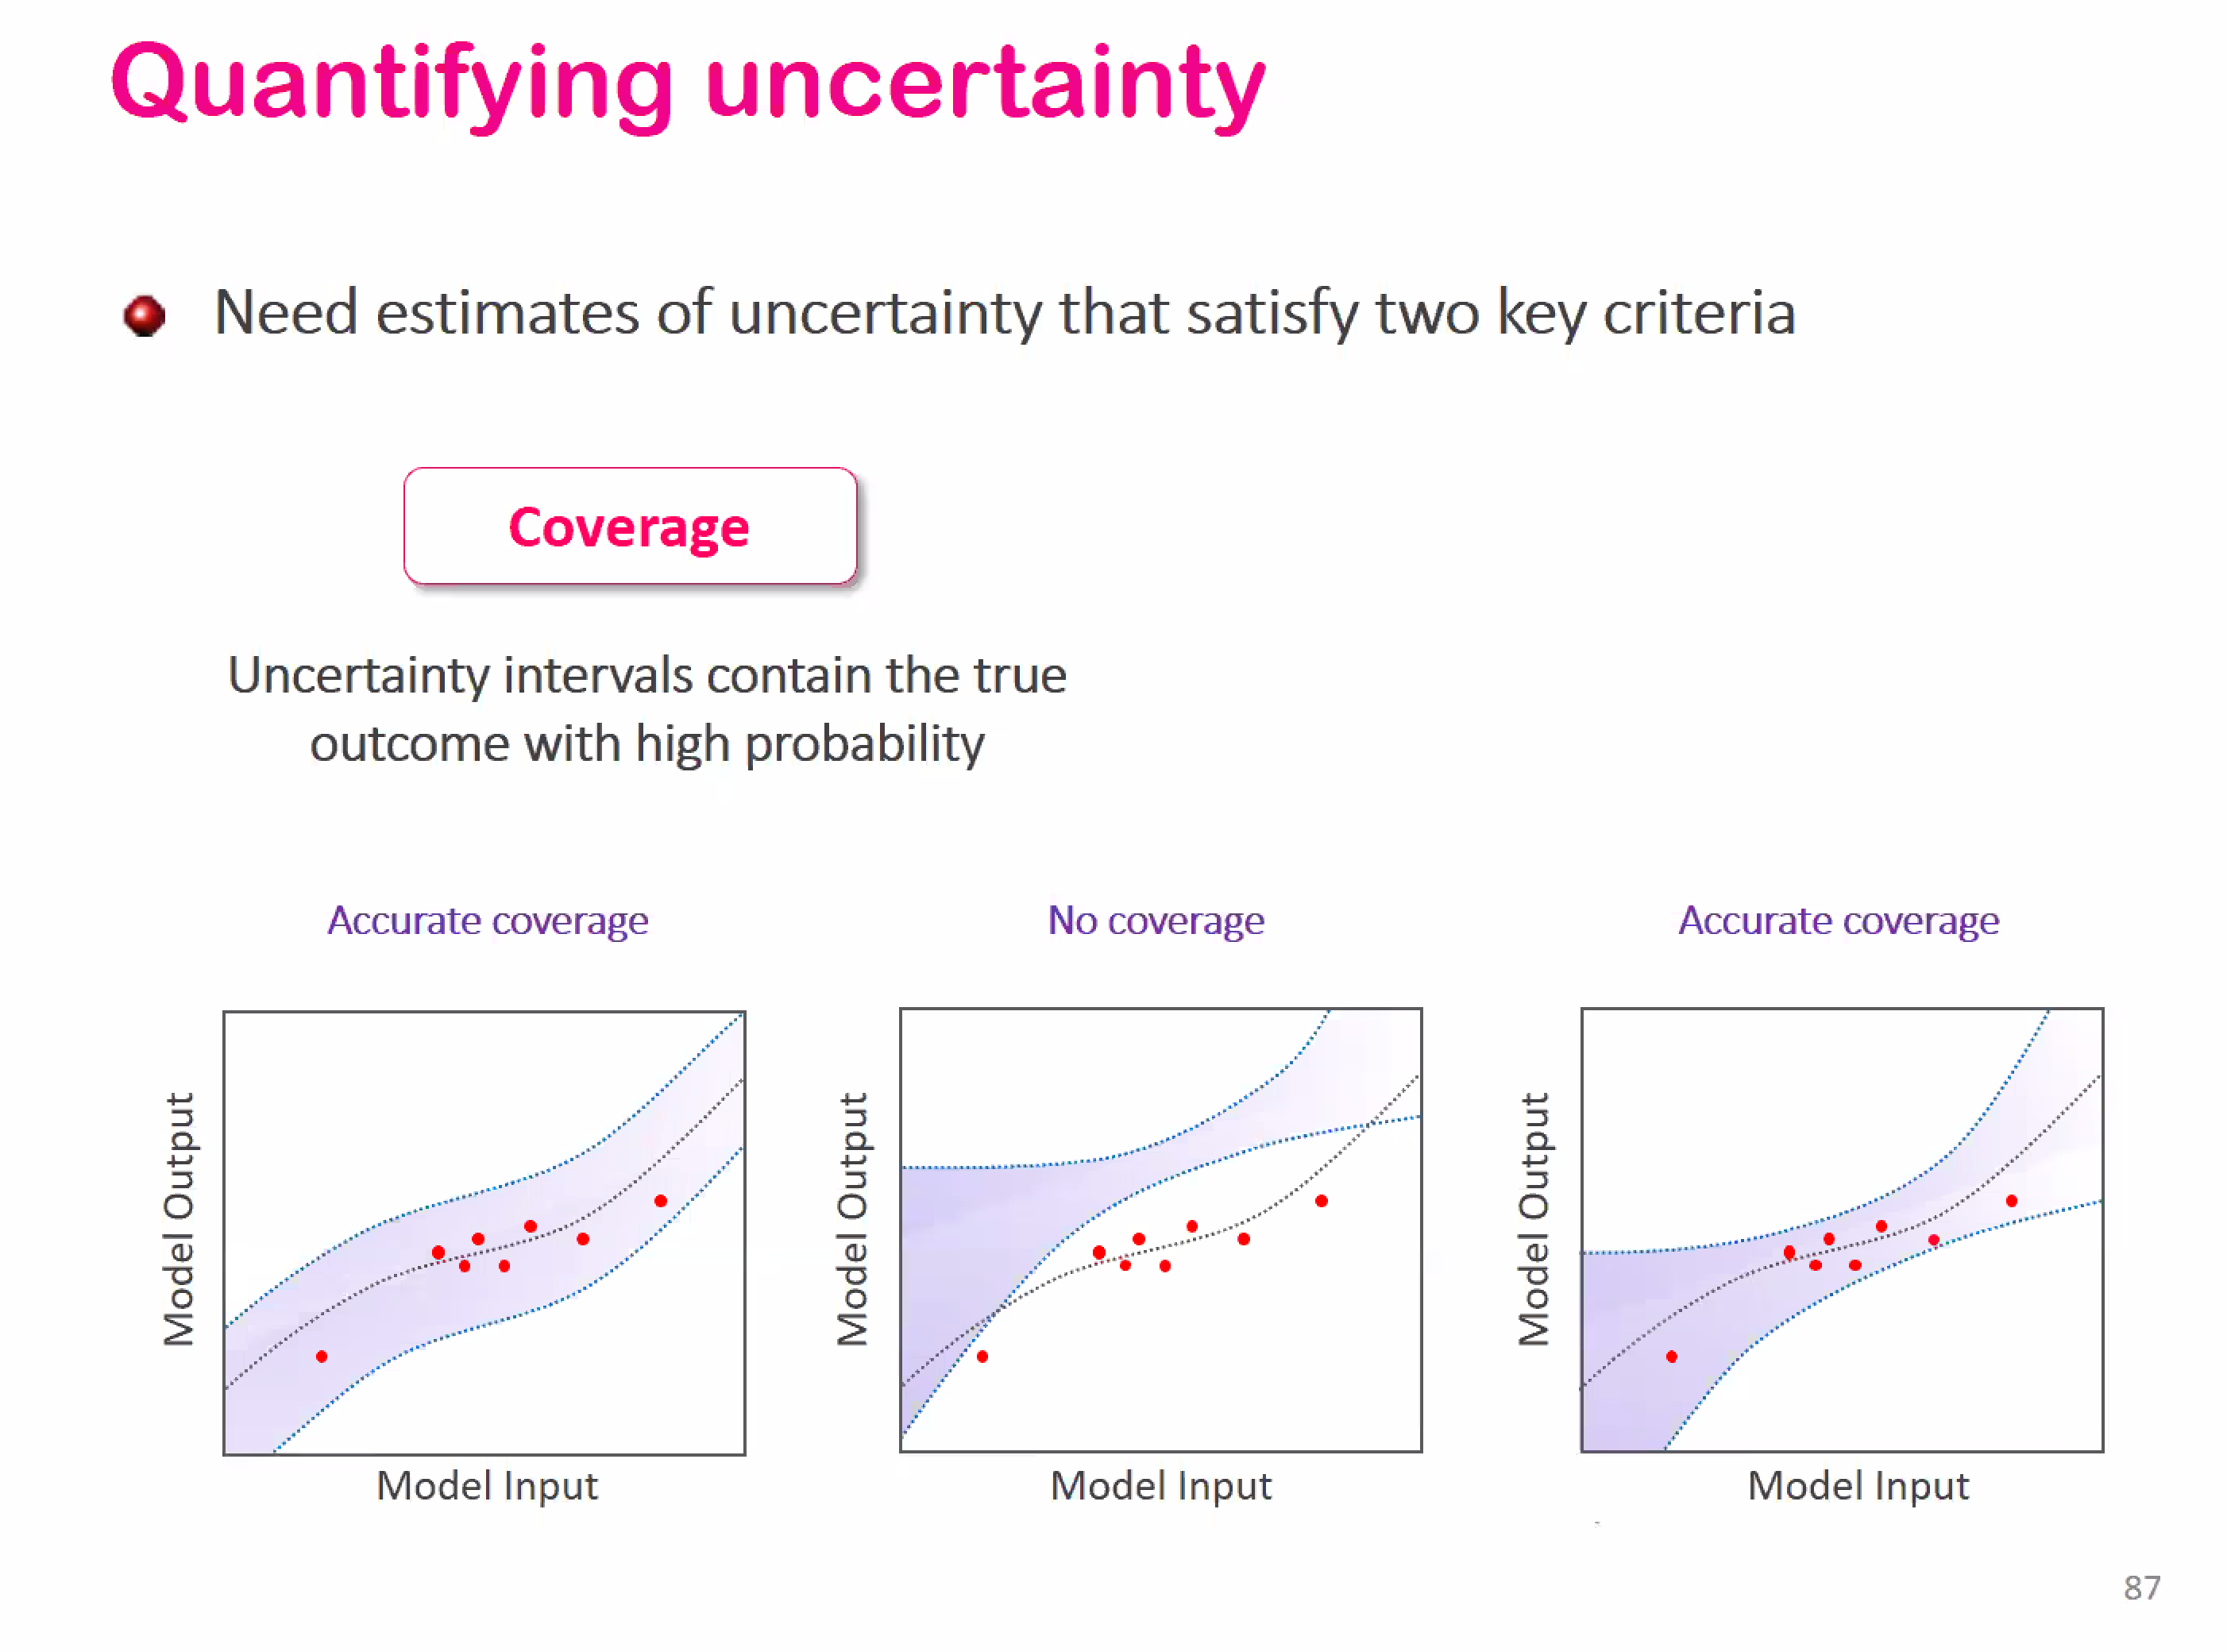 Quantifying uncertainty
Need estimates of uncertainty that satisfy two key criteria
Coverage
Uncertainty intervals contain the true
outcome with high probability
Accurate coverage
No coverage
Accurate coverage
Model Output
Model Input
Model Output
Model Input
Model Output
Model Input
87